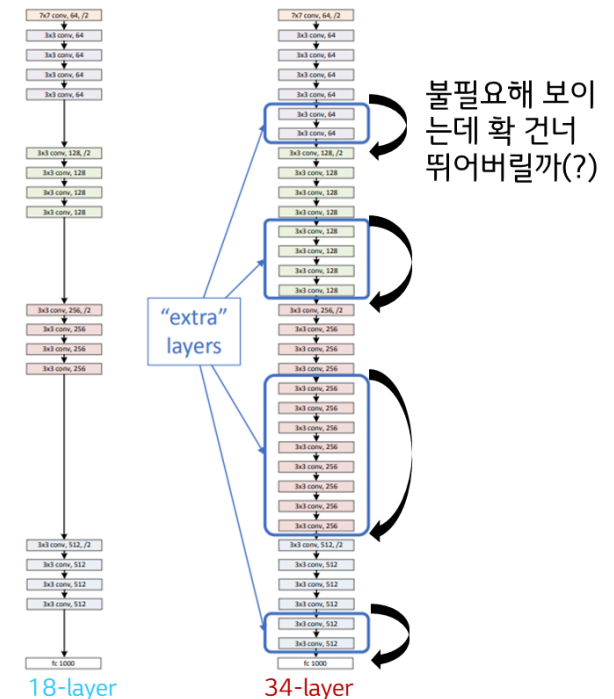 7x7 conv, 64, /2
3x3 conv, 64
3x3 conv, 64
3x3 conv, 64
3x3 conv, 64
3x3 conv, 128, /2
3x3 conv, 128
3x3 conv, 128
3x3 conv, 128
3x3 conv, 256, /2
3x3 conv, 256
3x3 conv, 256
3x3 conv, 256
3x3 conv, 512, /2
3x3 conv, 512
3x3 conv, 512
3x3 conv, 512
fc 1000
18-layer
"extra"
layers
7x7 conv, 64, /2
3x3 conv, 64
3x3 conv, 64
3x3 conv, 64
3x3 conv, 64
3x3 conv, 64
3x3 conv, 64
3x3 conv, 128, /2
3x3 conv, 128
3x3 conv, 128
3x3 conv, 128
3x3 conv, 128
3x3 conv, 128
3x3 conv, 128
3x3 conv, 128
3x3 conv, 256, /2
3x3 conv, 256
3x3 conv, 256
3x3 conv, 256
3x3 conv, 256
3x3 conv, 256
3x3 conv, 256
3x3 conv, 256
3x3 conv, 256
3x3 conv, 256
3x3 conv, 256
3x3 conv, 256
3x3 conv, 512, /2
3x3 conv, 512
3x3 conv, 512
3x3 conv, 512
3x3 conv, 512
3x3 conv, 512
fc 1000
34-layer
불필요해 보이
는데 확 건너
뛰어버릴까(?)